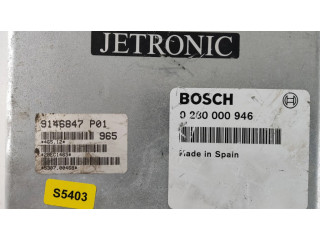 JETRONIC
9146847 P01
965
S5403
BOSCH
0 280 000 946
Made in Spain